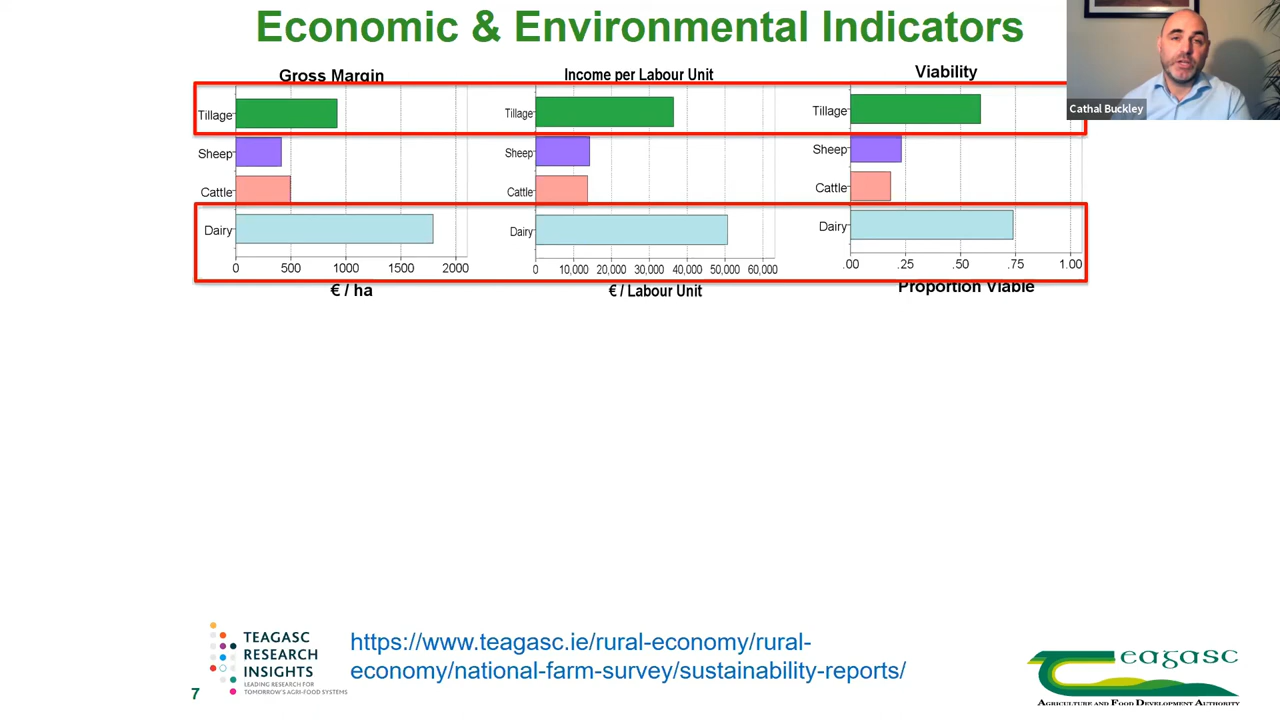 Economic & Environmental Indicators
Gross Margin
Tillage
Sheep
Cattle
Dairy
0 500 1000 1500 2000
€ / ha
Income per Labour Unit
Tillage
Sheep
Cattle
Dairy
0 10,000 20,000 30,000 40,000 50,000 60,000
€ / Labour Unit
Viability
Tillage
Sheep
Cattle
Dairy
.00 .25 .50 .75 1.00
Proportion Viable
Cathal Buckley
7
TEAGASC
RESEARCH
INSIGHTS
LEADING RESEARCH FOR
TOMORROW'S AGRI-FOOD SYSTEMS
https://www.teagasc.ie/rural-economy/rural-
economy/national-farm-survey/sustainability-reports/
eagasc
AGRICULTURE AND FOOD DEVELOPMENT AUTHORITY